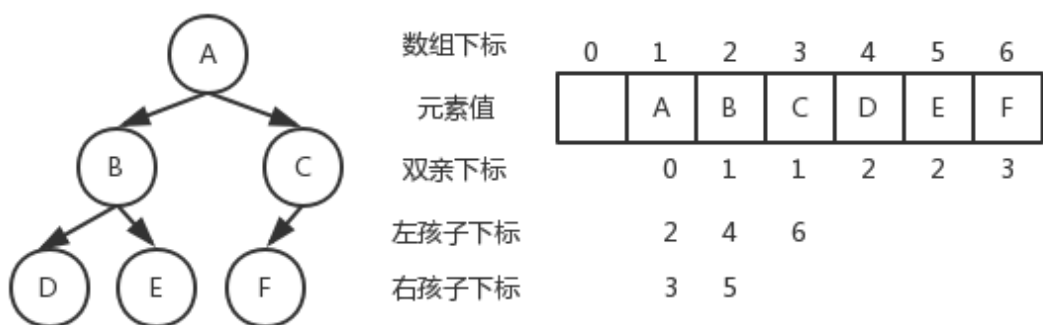 A
B
C
D
E
F
数组下标 0 1 2 3 4 5 6
元素值 A B C D E F
双亲下标 0 1 1 2 2 3
左孩子下标 2 4 6
右孩子下标 3 5